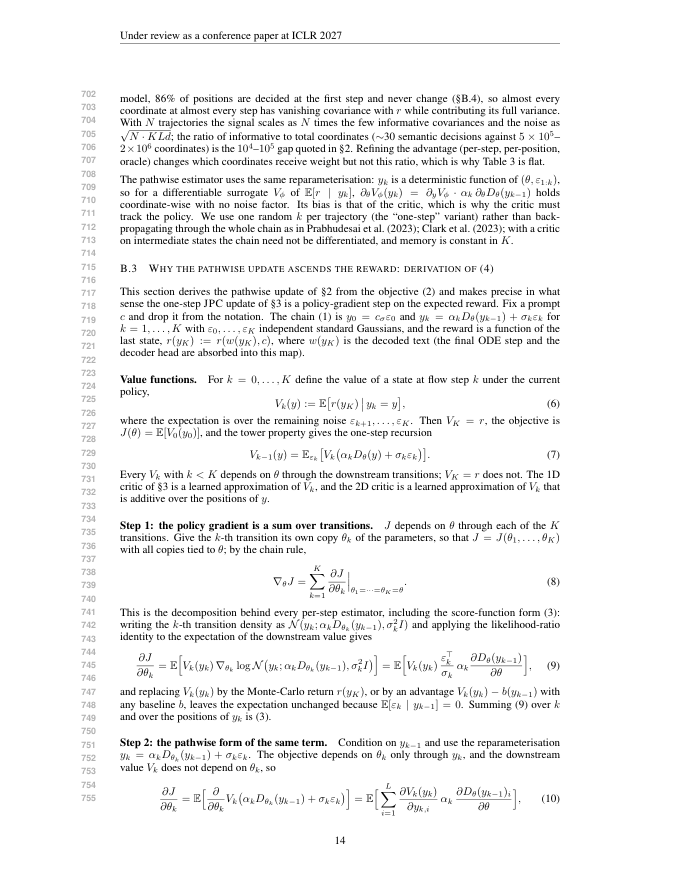 Under review as a conference paper at ICLR 2027
702 model, 86% of positions are decided at the first step and never change (§B.4), so almost every
703 coordinate at almost every step has vanishing covariance with r while contributing its full variance.
704 With N trajectories the signal scales as N times the few informative covariances and the noise as
705 √N · KLd; the ratio of informative to total coordinates (∼30 semantic decisions against 5 × 10⁵–
706 2×10⁶ coordinates) is the 10⁴–10⁵ gap quoted in §2. Refining the advantage (per-step, per-position,
707 oracle) changes which coordinates receive weight but not this ratio, which is why Table 3 is flat.
708
709 The pathwise estimator uses the same reparameterisation: y_k is a deterministic function of (θ, ε_{1:k}),
710 so for a differentiable surrogate V_ϕ of 𝔼[r | y_k], ∂_θV_ϕ(y_k) = ∂_yV_ϕ · α_k ∂_θD_θ(y_{k−1}) holds
711 coordinate-wise with no noise factor. Its bias is that of the critic, which is why the critic must
712 track the policy. We use one random k per trajectory (the “one-step” variant) rather than back-
713 propagating through the whole chain as in Prabhudesai et al. (2023); Clark et al. (2023); with a critic
714 on intermediate states the chain need not be differentiated, and memory is constant in K.
715 B.3 WHY THE PATHWISE UPDATE ASCENDS THE REWARD: DERIVATION OF (4)
716
717 This section derives the pathwise update of §2 from the objective (2) and makes precise in what
718 sense the one-step JPC update of §3 is a policy-gradient step on the expected reward. Fix a prompt
719 c and drop it from the notation. The chain (1) is y_0 = c_σε_0 and y_k = α_kD_θ(y_{k−1}) + σ_kε_k for
720 k = 1, . . . , K with ε_0, . . . , ε_K independent standard Gaussians, and the reward is a function of the
721 last state, r(y_K) := r(w(y_K), c), where w(y_K) is the decoded text (the final ODE step and the
722 decoder head are absorbed into this map).
723
724 Value functions. For k = 0, . . . , K define the value of a state at flow step k under the current
725 policy,
726 V_k(y) := 𝔼[r(y_K) | y_k = y], (6)
727 where the expectation is over the remaining noise ε_{k+1}, . . . , ε_K. Then V_K = r, the objective is
728 J(θ) = 𝔼[V_0(y_0)], and the tower property gives the one-step recursion
729 V_{k−1}(y) = 𝔼_{ε_k}[V_k(α_kD_θ(y) + σ_kε_k)]. (7)
730
731 Every V_k with k < K depends on θ through the downstream transitions; V_K = r does not. The 1D
732 critic of §3 is a learned approximation of V_k, and the 2D critic is a learned approximation of V_k that
733 is additive over the positions of y.
734
735 Step 1: the policy gradient is a sum over transitions. J depends on θ through each of the K
736 transitions. Give the k-th transition its own copy θ_k of the parameters, so that J = J(θ_1, . . . , θ_K)
737 with all copies tied to θ; by the chain rule,
738
739 ∇_θJ = ∑_{k=1}^{K} ∂J/∂θ_k |_{θ_1=···=θ_K=θ}. (8)
740
741 This is the decomposition behind every per-step estimator, including the score-function form (3):
742 writing the k-th transition density as 𝒩(y_k; α_kD_{θ_k}(y_{k−1}), σ_k²I) and applying the likelihood-ratio
743 identity to the expectation of the downstream value gives
744
745 ∂J/∂θ_k = 𝔼[V_k(y_k) ∇_{θ_k} log 𝒩(y_k; α_kD_{θ_k}(y_{k−1}), σ_k²I)] = 𝔼[V_k(y_k) ε_k^⊤/σ_k α_k ∂D_θ(y_{k−1})/∂θ], (9)
746
747 and replacing V_k(y_k) by the Monte-Carlo return r(y_K), or by an advantage V_k(y_k) − b(y_{k−1}) with
748 any baseline b, leaves the expectation unchanged because 𝔼[ε_k | y_{k−1}] = 0. Summing (9) over k
749 and over the positions of y_k is (3).
750
751 Step 2: the pathwise form of the same term. Condition on y_{k−1} and use the reparameterisation
752 y_k = α_kD_{θ_k}(y_{k−1}) + σ_kε_k. The objective depends on θ_k only through y_k, and the downstream
753 value V_k does not depend on θ_k, so
754
755 ∂J/∂θ_k = 𝔼[∂/∂θ_k V_k(α_kD_{θ_k}(y_{k−1}) + σ_kε_k)] = 𝔼[∑_{i=1}^{L} ∂V_k(y_k)/∂y_{k,i} α_k ∂D_θ(y_{k−1})_i/∂θ], (10)
14